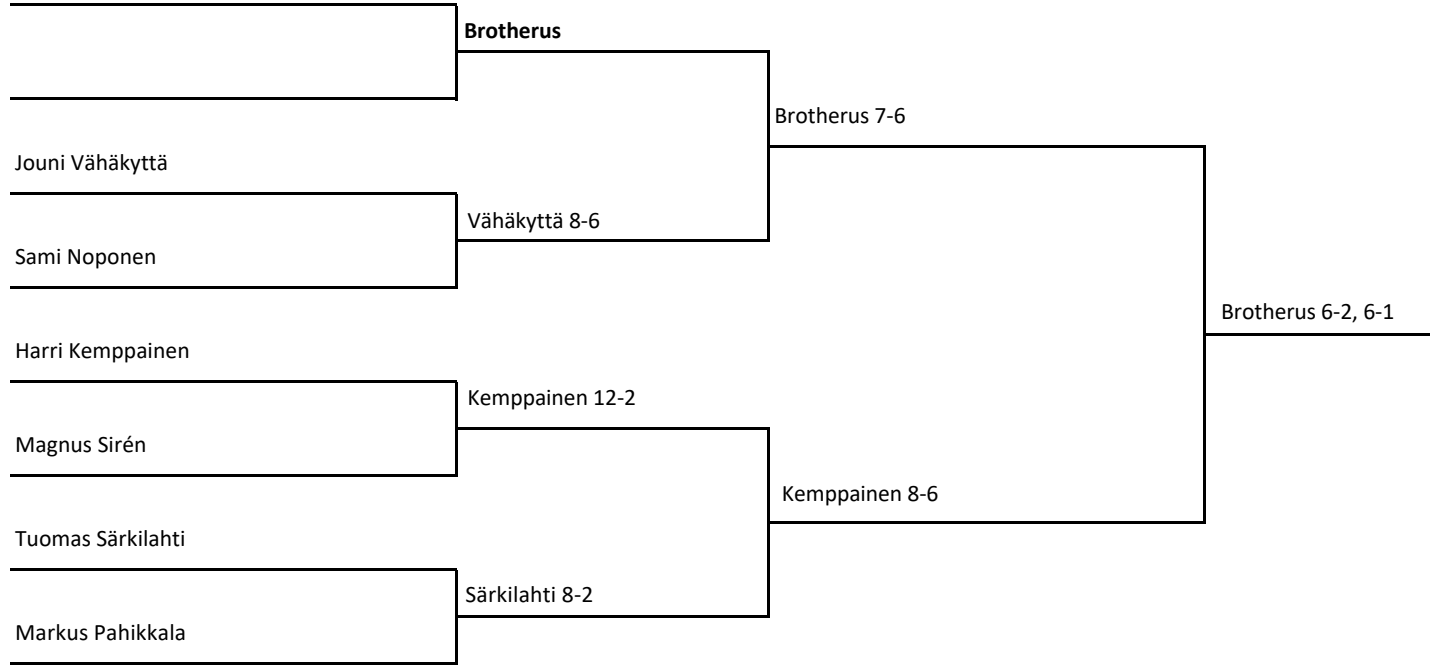 Brotherus
Brotherus 7-6
Jouni Vähäkyttä
Vähäkyttä 8-6
Sami Noponen
Brotherus 6-2, 6-1
Harri Kemppainen
Kemppainen 12-2
Magnus Sirén
Kemppainen 8-6
Tuomas Särkilahti
Särkilahti 8-2
Markus Pahikkala